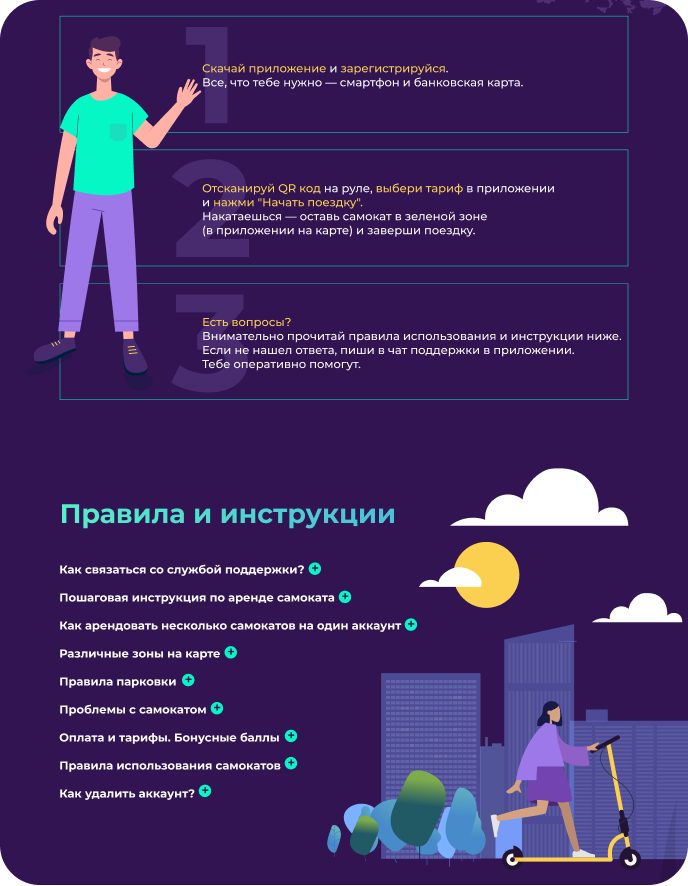 1
Скачай приложение и зарегистрируйся.
Все, что тебе нужно — смартфон и банковская карта.
2
Отсканируй QR код на руле, выбери тариф в приложении
и нажми "Начать поездку".
Накатаешься — оставь самокат в зеленой зоне
(в приложении на карте) и заверши поездку.
3
Есть вопросы?
Внимательно прочитай правила использования и инструкции ниже.
Если не нашел ответа, пиши в чат поддержки в приложении.
Тебе оперативно помогут.
Правила и инструкции
Как связаться со службой поддержки?
Пошаговая инструкция по аренде самоката
Как арендовать несколько самокатов на один аккаунт
Различные зоны на карте
Правила парковки
Проблемы с самокатом
Оплата и тарифы. Бонусные баллы
Правила использования самокатов
Как удалить аккаунт?